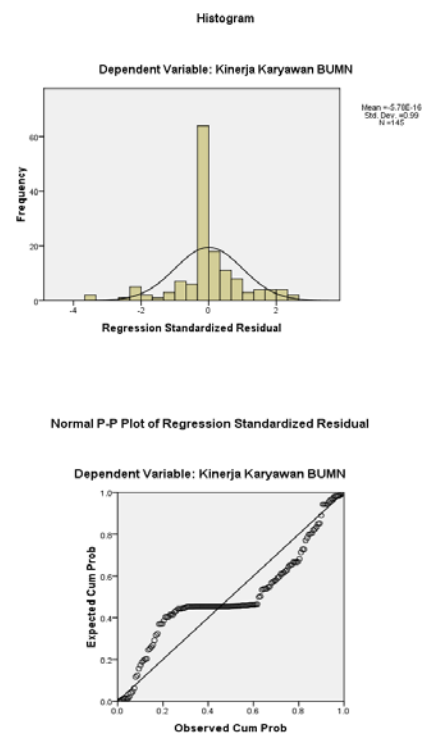 Histogram
Dependent Variable: Kinerja Karyawan BUMN
Mean =-5.78E-16
Std. Dev. =0.99
N =145
60
40
20
0
Frequency
-4 -2 0 2
Regression Standardized Residual
Normal P-P Plot of Regression Standardized Residual
Dependent Variable: Kinerja Karyawan BUMN
1.0
0.8
0.6
0.4
0.2
0.0
Expected Cum Prob
0.0 0.2 0.4 0.6 0.8 1.0
Observed Cum Prob